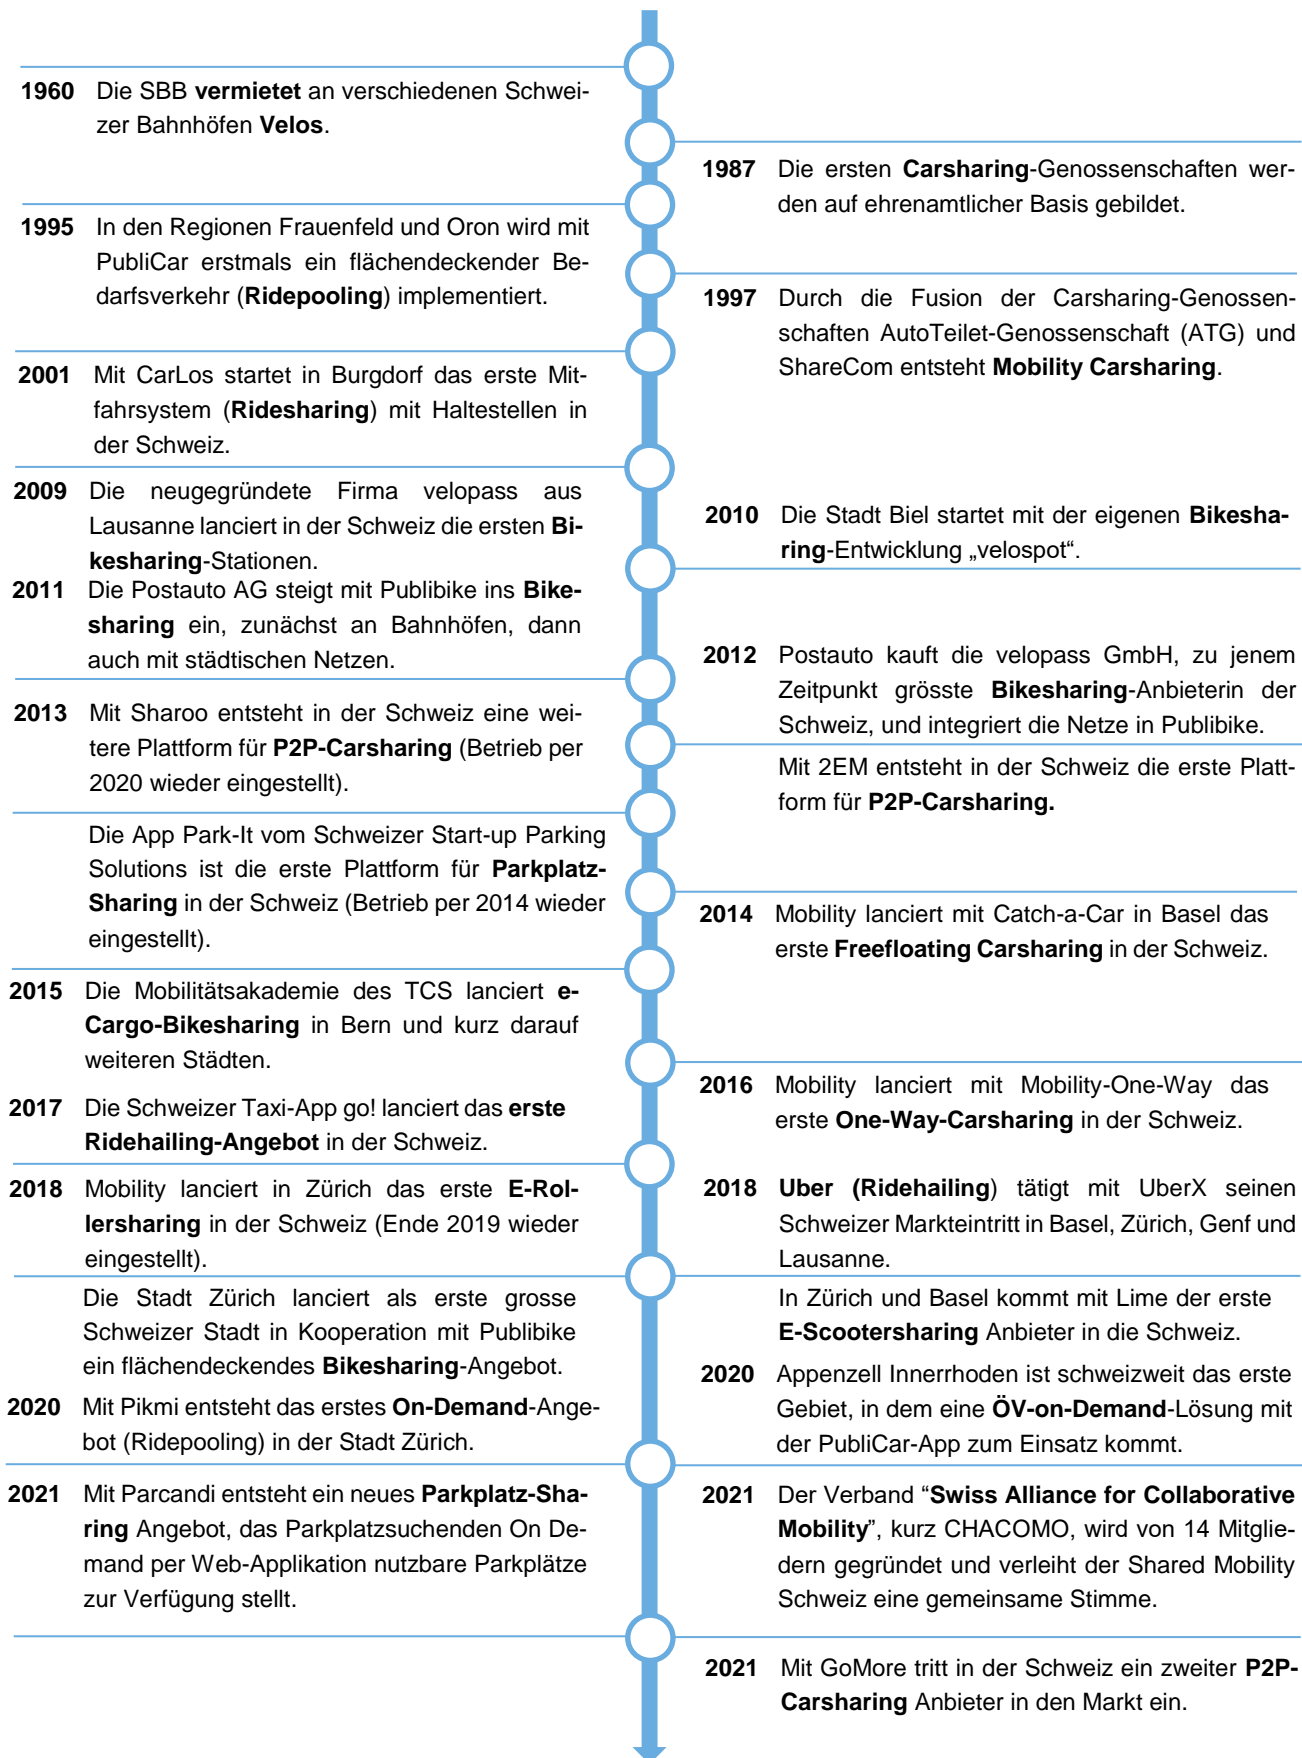 1960 Die SBB vermietet an verschiedenen Schwei-
zer Bahnhöfen Velos.
1987 Die ersten Carsharing-Genossenschaften wer-
den auf ehrenamtlicher Basis gebildet.
1995 In den Regionen Frauenfeld und Oron wird mit
PubliCar erstmals ein flächendeckender Be-
darfsverkehr (Ridepooling) implementiert.
1997 Durch die Fusion der Carsharing-Genossen-
schaften AutoTeilet-Genossenschaft (ATG) und
ShareCom entsteht Mobility Carsharing.
2001 Mit CarLos startet in Burgdorf das erste Mit-
fahrsystem (Ridesharing) mit Haltestellen in
der Schweiz.
2009 Die neugegründete Firma velopass aus
Lausanne lanciert in der Schweiz die ersten Bi-
kesharing-Stationen.
2010 Die Stadt Biel startet mit der eigenen Bikesha-
ring-Entwicklung „velospot“.
2011 Die Postauto AG steigt mit Publibike ins Bike-
sharing ein, zunächst an Bahnhöfen, dann
auch mit städtischen Netzen.
2012 Postauto kauft die velopass GmbH, zu jenem
Zeitpunkt grösste Bikesharing-Anbieterin der
Schweiz, und integriert die Netze in Publibike.
2013 Mit Sharoo entsteht in der Schweiz eine wei-
tere Plattform für P2P-Carsharing (Betrieb per
2020 wieder eingestellt).
Mit 2EM entsteht in der Schweiz die erste Platt-
form für P2P-Carsharing.
Die App Park-It vom Schweizer Start-up Parking
Solutions ist die erste Plattform für Parkplatz-
Sharing in der Schweiz (Betrieb per 2014 wieder
eingestellt).
2014 Mobility lanciert mit Catch-a-Car in Basel das
erste Freefloating Carsharing in der Schweiz.
2015 Die Mobilitätsakademie des TCS lanciert e-
Cargo-Bikesharing in Bern und kurz darauf
weiteren Städten.
2016 Mobility lanciert mit Mobility-One-Way das
erste One-Way-Carsharing in der Schweiz.
2017 Die Schweizer Taxi-App go! lanciert das erste
Ridehailing-Angebot in der Schweiz.
2018 Mobility lanciert in Zürich das erste E-Rol-
lersharing in der Schweiz (Ende 2019 wieder
eingestellt).
2018 Uber (Ridehailing) tätigt mit UberX seinen
Schweizer Markteintritt in Basel, Zürich, Genf und
Lausanne.
Die Stadt Zürich lanciert als erste grosse
Schweizer Stadt in Kooperation mit Publibike
ein flächendeckendes Bikesharing-Angebot.
In Zürich und Basel kommt mit Lime der erste
E-Scootersharing Anbieter in die Schweiz.
2020 Mit Pikmi entsteht das erstes On-Demand-Ange-
bot (Ridepooling) in der Stadt Zürich.
2020 Appenzell Innerrhoden ist schweizweit das erste
Gebiet, in dem eine ÖV-on-Demand-Lösung mit
der PubliCar-App zum Einsatz kommt.
2021 Mit Parcandi entsteht ein neues Parkplatz-Sha-
ring Angebot, das Parkplatzsuchenden On De-
mand per Web-Applikation nutzbare Parkplätze
zur Verfügung stellt.
2021 Der Verband “Swiss Alliance for Collaborative
Mobility”, kurz CHACOMO, wird von 14 Mitglie-
dern gegründet und verleiht der Shared Mobility
Schweiz eine gemeinsame Stimme.
2021 Mit GoMore tritt in der Schweiz ein zweiter P2P-
Carsharing Anbieter in den Markt ein.